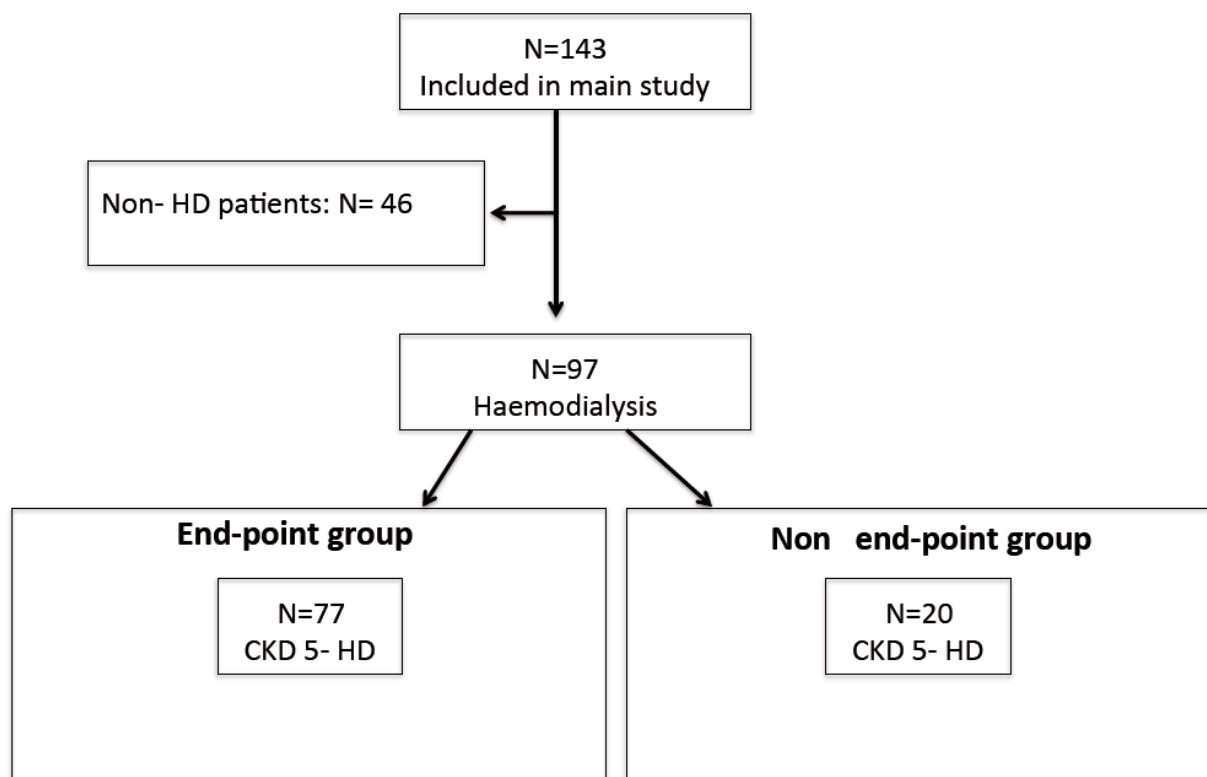 N=143
Included in main study
Non- HD patients: N= 46
N=97
Haemodialysis
End-point group
N=77
CKD 5- HD
Non end-point group
N=20
CKD 5- HD